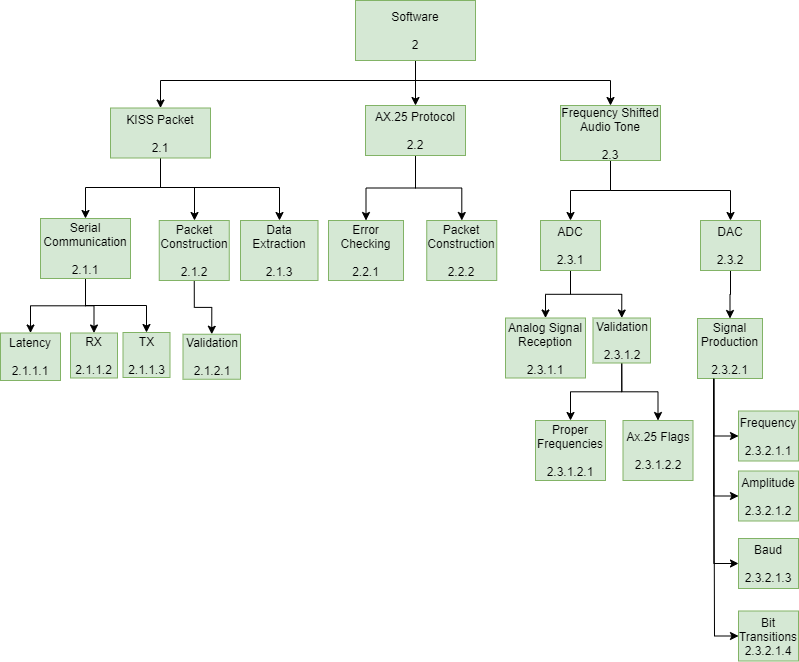 Software
2
KISS Packet
2.1
AX.25 Protocol
2.2
Frequency Shifted
Audio Tone
2.3
Serial
Communication
2.1.1
Packet
Construction
2.1.2
Data
Extraction
2.1.3
Error
Checking
2.2.1
Packet
Construction
2.2.2
ADC
2.3.1
DAC
2.3.2
Latency
2.1.1.1
RX
2.1.1.2
TX
2.1.1.3
Validation
2.1.2.1
Analog Signal
Reception
2.3.1.1
Validation
2.3.1.2
Signal
Production
2.3.2.1
Proper
Frequencies
2.3.1.2.1
Ax.25 Flags
2.3.1.2.2
Frequency
2.3.2.1.1
Amplitude
2.3.2.1.2
Baud
2.3.2.1.3
Bit
Transitions
2.3.2.1.4